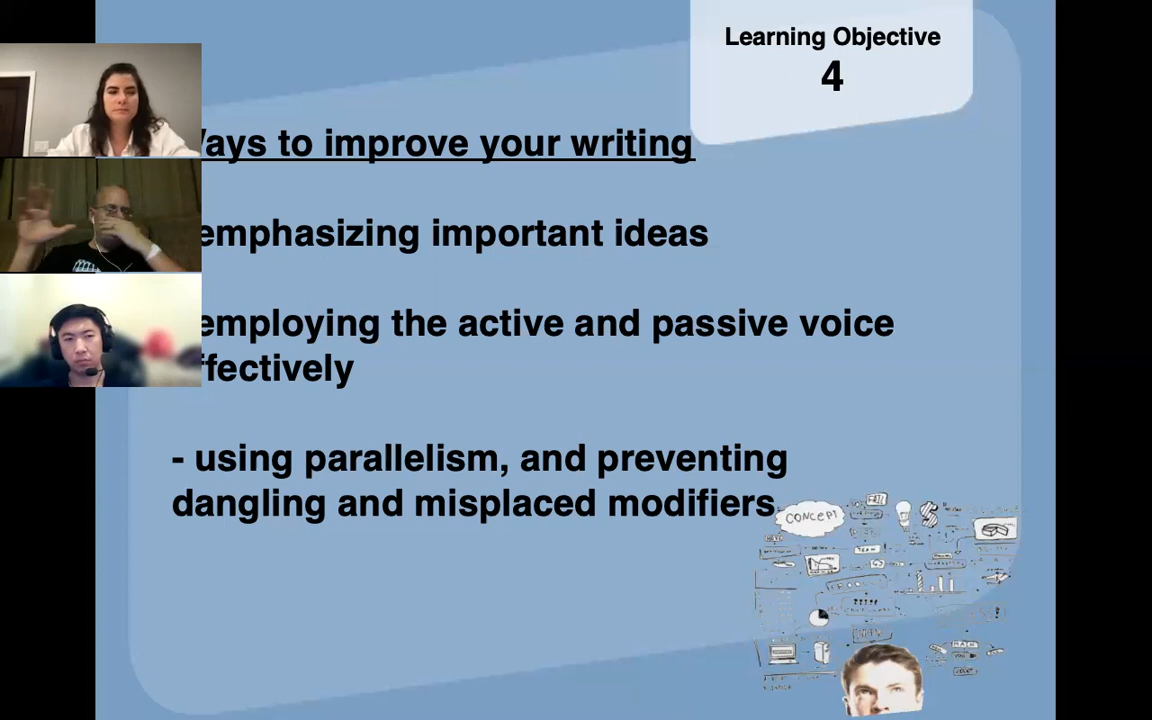 Learning Objective
4
Ways to improve your writing
emphasizing important ideas
employing the active and passive voice
ffectively
- using parallelism, and preventing
dangling and misplaced modifiers
CONCEPT